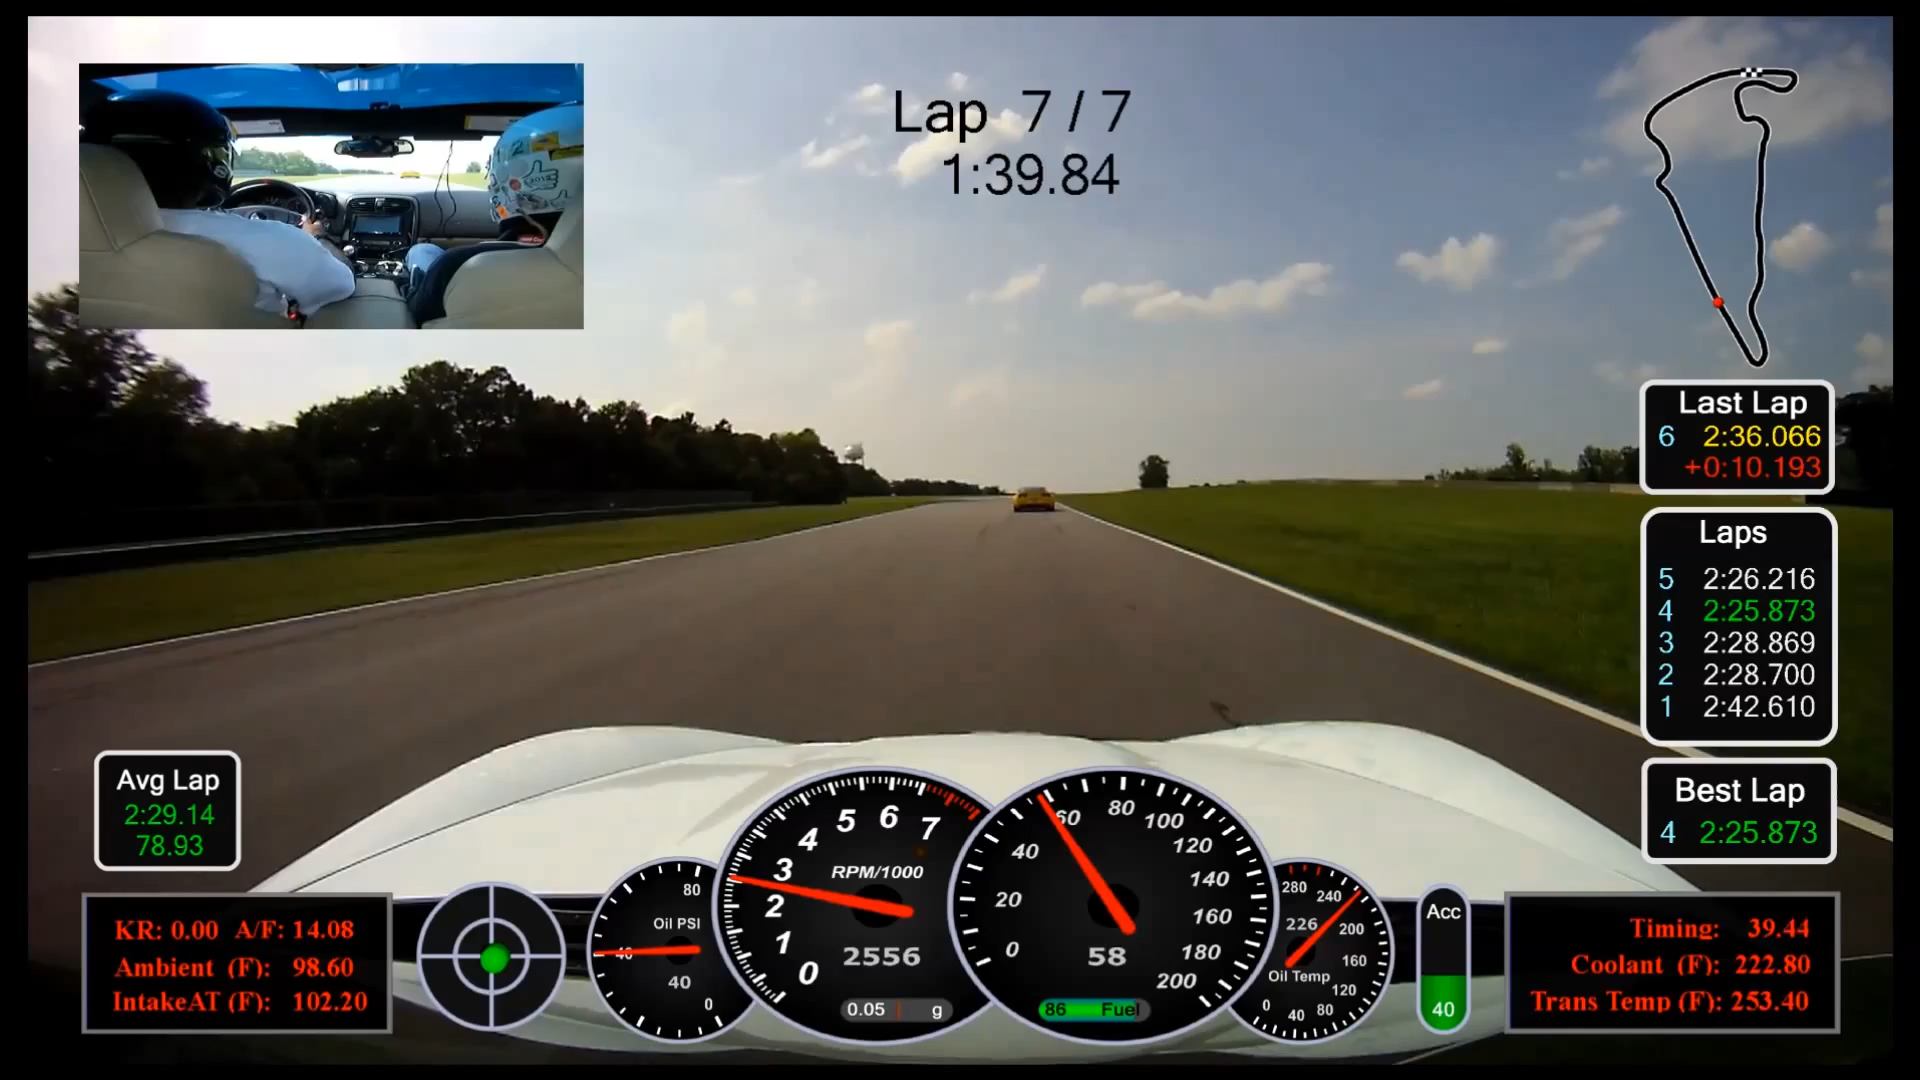 Lap 7 / 7
1:39.84
Last Lap
6 2:36.066
+0:10.193
Laps
5 2:26.216
4 2:25.873
3 2:28.869
2 2:28.700
1 2:42.610
Best Lap
4 2:25.873
Avg Lap
2:29.14
78.93
KR: 0.00 A/F: 14.08
Ambient (F): 98.60
IntakeAT (F): 102.20
80
Oil PSI
40
40
0
0 1 2 3 4 5 6 7
RPM/1000
2556
0.05 g
0 20 40 60 80 100 120 140 160 180 200
58
86 Fuel
280 240
226 200
160
Oil Temp 120
0 40 80
Acc
40
Timing: 39.44
Coolant (F): 222.80
Trans Temp (F): 253.40